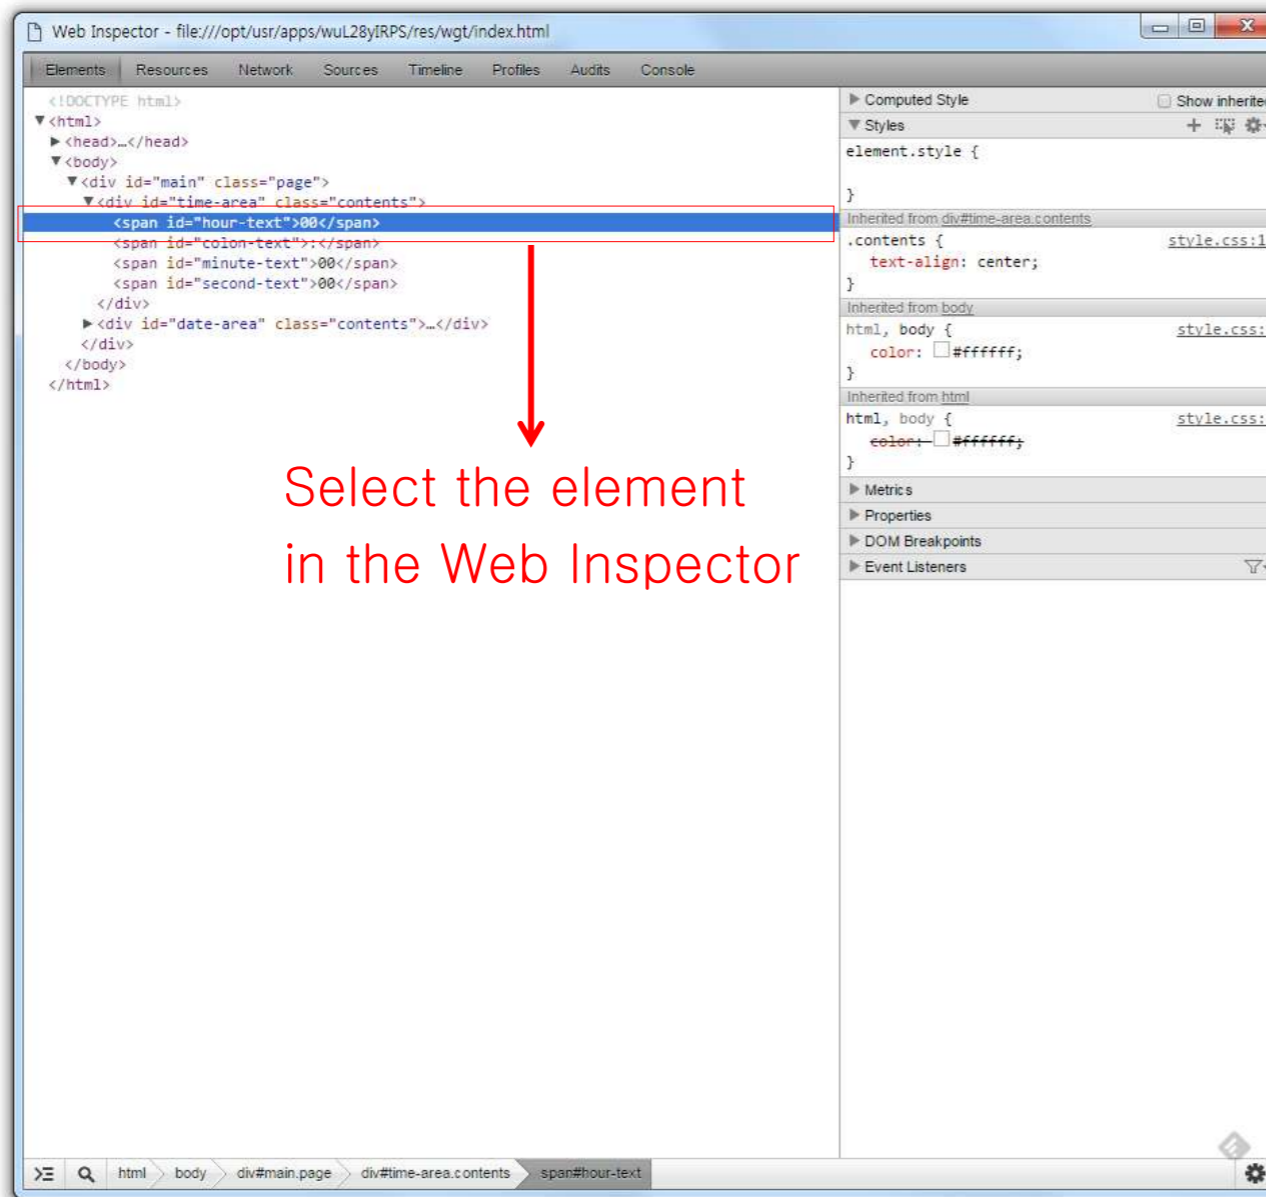 Web Inspector - file:///opt/usr/apps/wuL28yIRPS/res/wgt/index.html
Elements Resources Network Sources Timeline Profiles Audits Console
<!DOCTYPE html>
▼<html>
▶<head>…</head>
▼<body>
▼<div id="main" class="page">
▼<div id="time-area" class="contents">
<span id="hour-text">00</span>
<span id="colon-text">:</span>
<span id="minute-text">00</span>
<span id="second-text">00</span>
</div>
▶<div id="date-area" class="contents">…</div>
</div>
</body>
</html>
Select the element
in the Web Inspector
▶ Computed Style Show inherited
▼ Styles
element.style {
}
Inherited from div#time-area.contents
.contents { style.css:1
text-align: center;
}
Inherited from body
html, body { style.css:
color: #ffffff;
}
Inherited from html
html, body { style.css:
color: #ffffff;
}
▶ Metrics
▶ Properties
▶ DOM Breakpoints
▶ Event Listeners
html body div#main.page div#time-area.contents span#hour-text